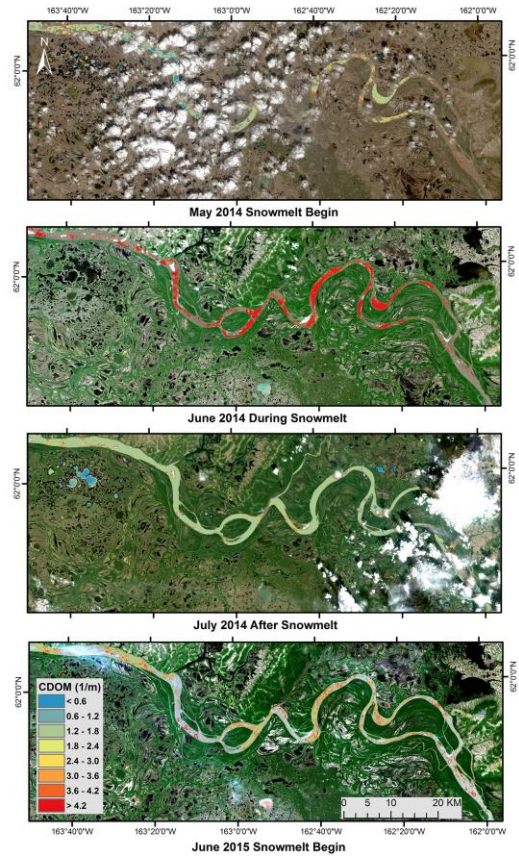 163°40'0"W 163°20'0"W 163°0'0"W 162°40'0"W 162°20'0"W 162°0'0"W
N
62°0'0"N 62°0'0"N
May 2014 Snowmelt Begin
62°0'0"N 62°0'0"N
June 2014 During Snowmelt
62°0'0"N 62°0'0"N
July 2014 After Snowmelt
62°0'0"N 62°0'0"N
CDOM (1/m)
< 0.6
0.6 - 1.2
1.2 - 1.8
1.8 - 2.4
2.4 - 3.0
3.0 - 3.6
3.6 - 4.2
> 4.2
0 5 10 20 KM
163°40'0"W 163°20'0"W 163°0'0"W 162°40'0"W 162°20'0"W 162°0'0"W
June 2015 Snowmelt Begin